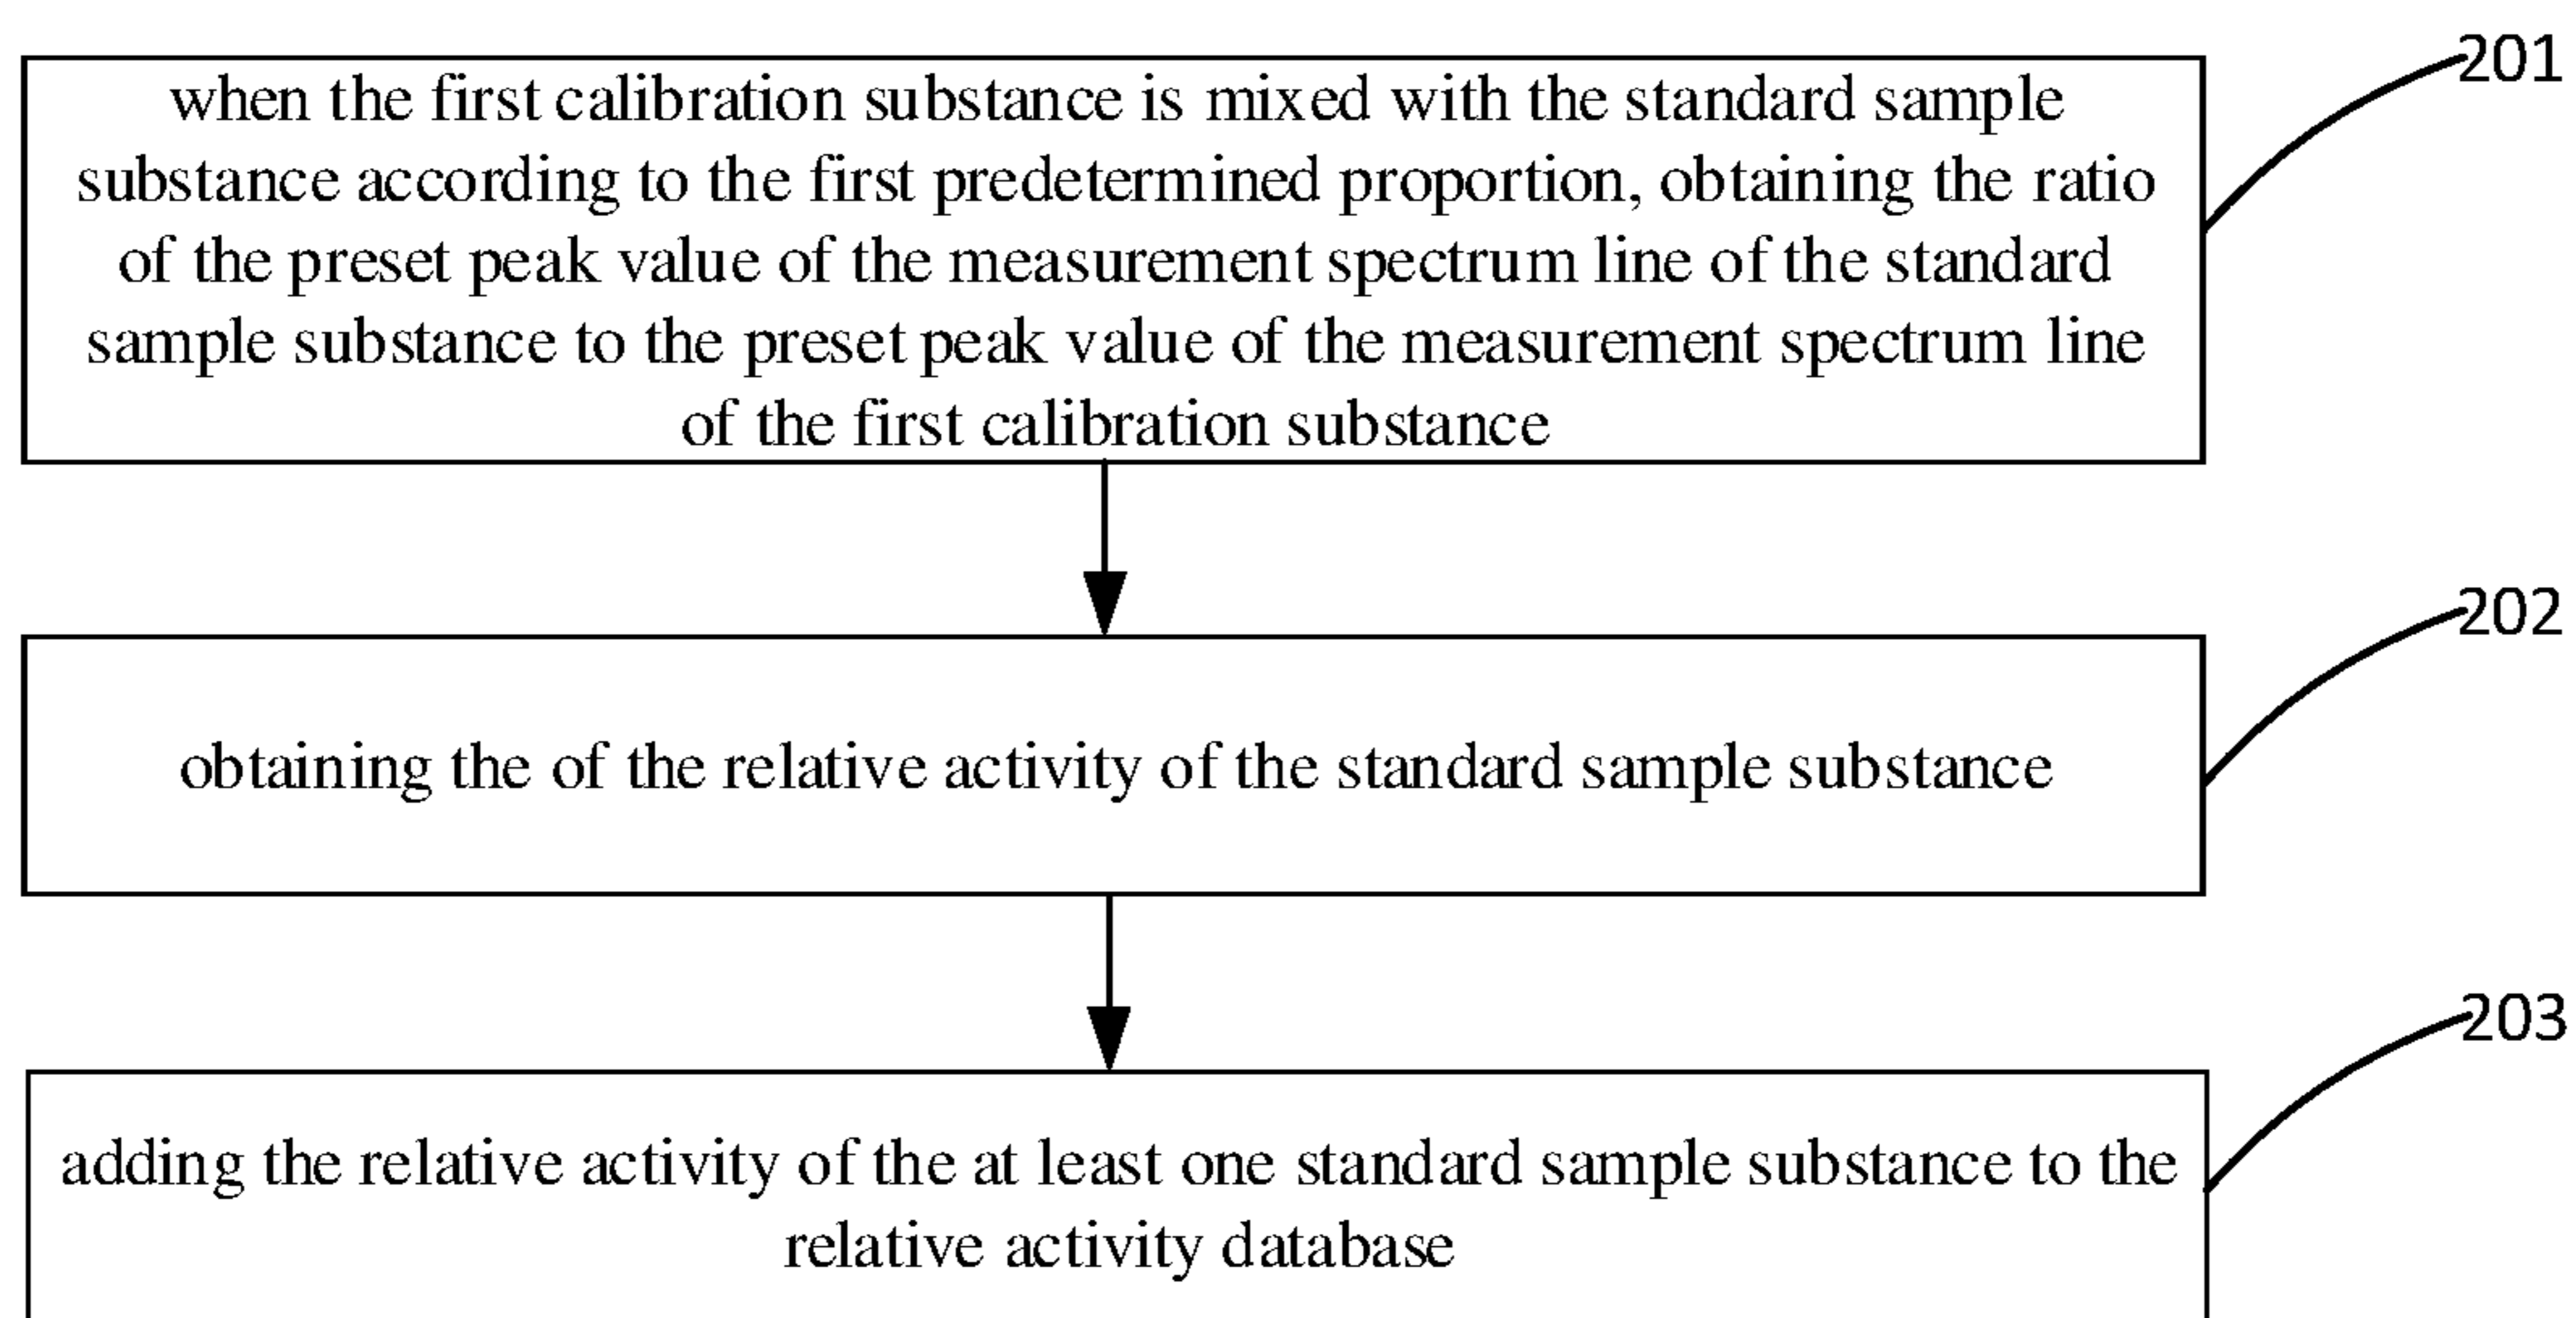 201
when the first calibration substance is mixed with the standard sample
substance according to the first predetermined proportion, obtaining the ratio
of the preset peak value of the measurement spectrum line of the standard
sample substance to the preset peak value of the measurement spectrum line
of the first calibration substance
202
obtaining the of the relative activity of the standard sample substance
203
adding the relative activity of the at least one standard sample substance to the
relative activity database